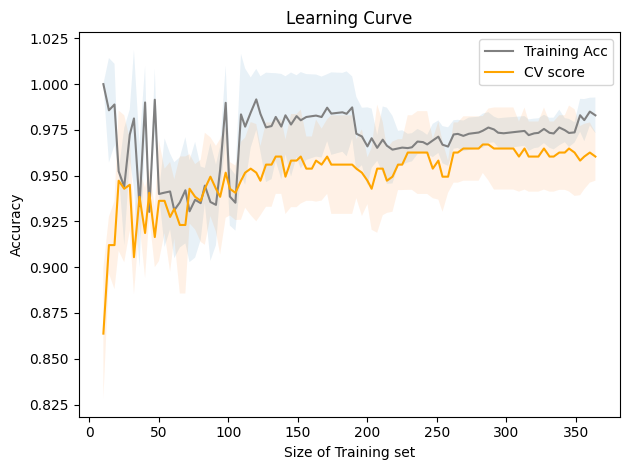 Learning Curve
Training Acc
CV score
Accuracy
1.025
1.000
0.975
0.950
0.925
0.900
0.875
0.850
0.825
0 50 100 150 200 250 300 350
Size of Training set